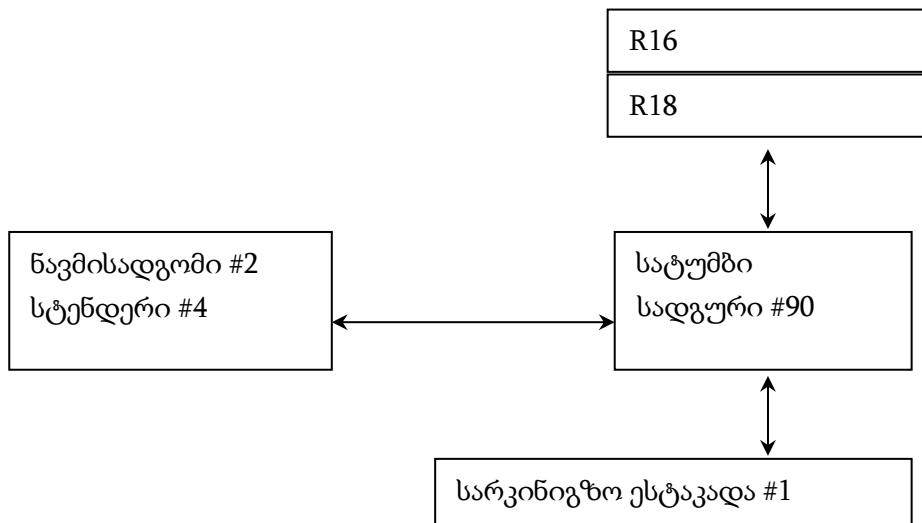 R16
R18
ნავმისადგომი #2
სტენდერი #4
სატუმბი
სადგური #90
სარკინიგზო ესტაკადა #1